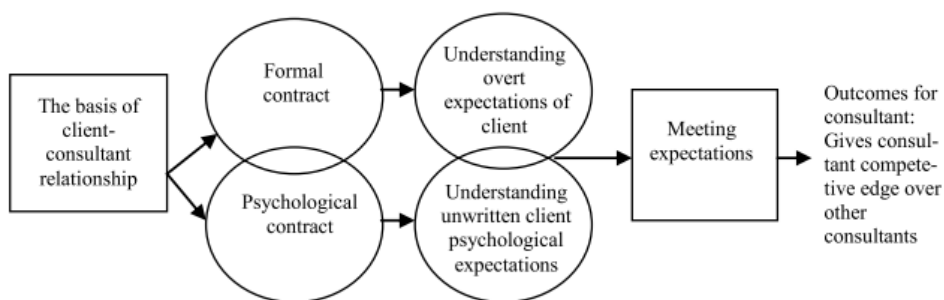 The basis of
client-
consultant
relationship
Formal
contract
Psychological
contract
Understanding
overt
expectations of
client
Understanding
unwritten client
psychological
expectations
Meeting
expectations
Outcomes for
consultant:
Gives consul-
tant compete-
tive edge over
other
consultants